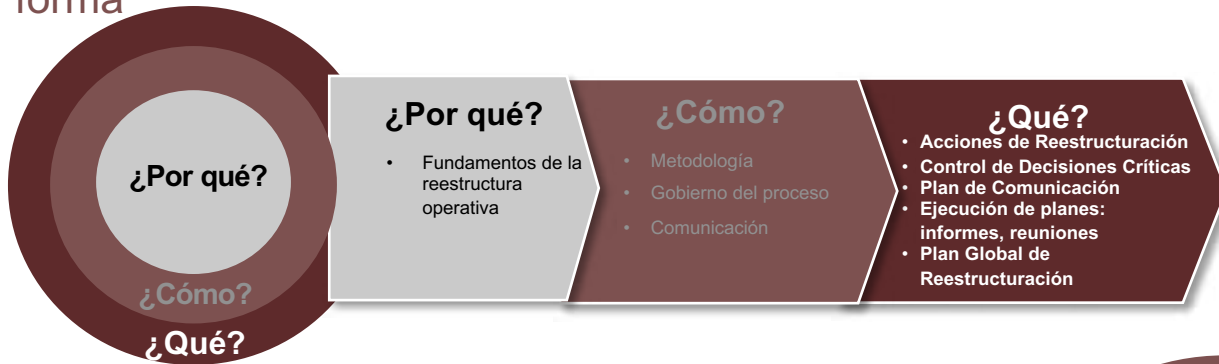 forma
¿Por qué?
¿Cómo?
¿Qué?
¿Por qué?
• Fundamentos de la
reestructura
operativa
¿Cómo?
• Metodología
• Gobierno del proceso
• Comunicación
¿Qué?
• Acciones de Reestructuración
• Control de Decisiones Críticas
• Plan de Comunicación
• Ejecución de planes:
informes, reuniones
• Plan Global de
Reestructuración